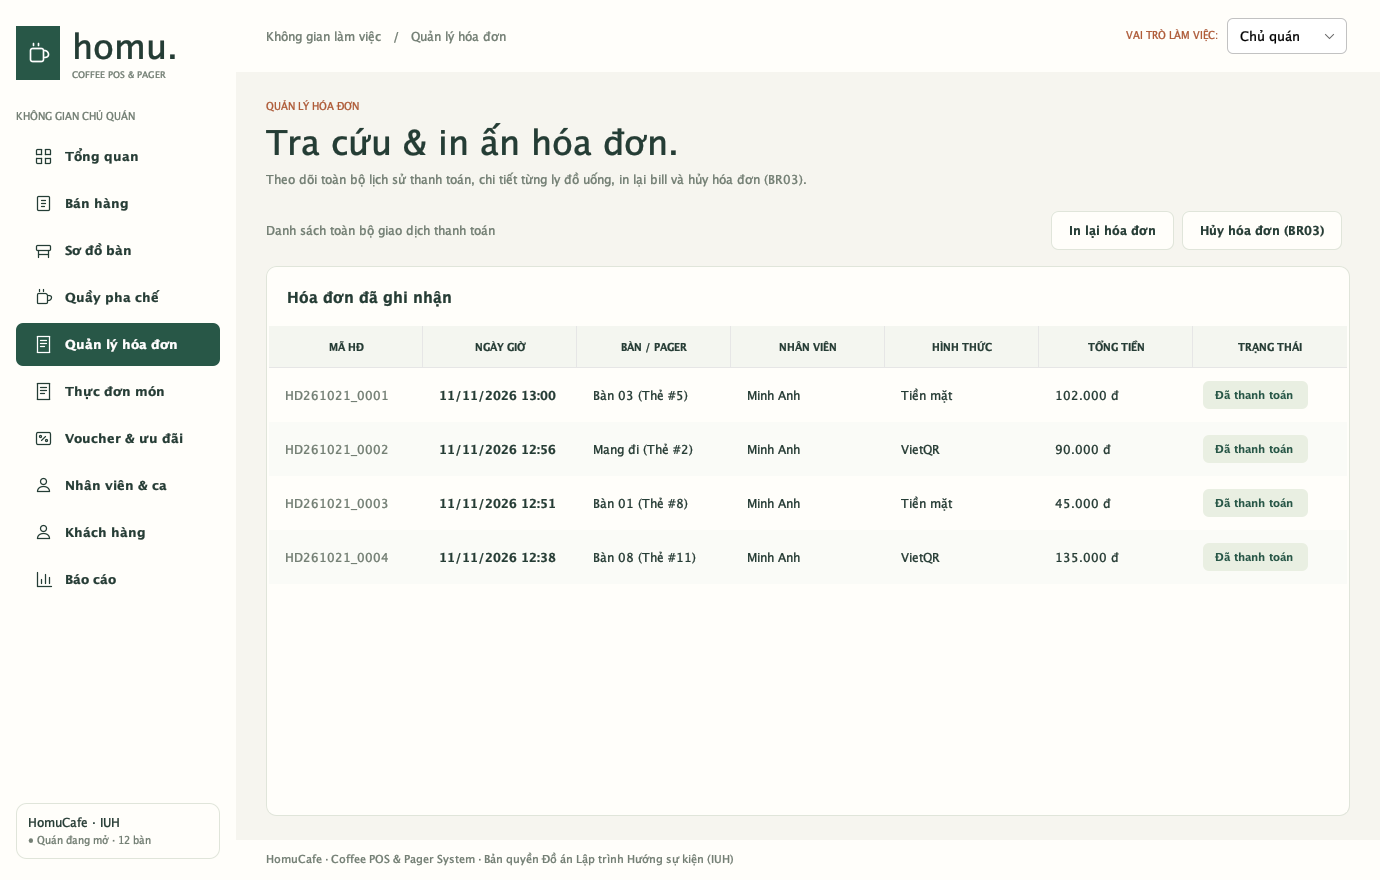 homu.
COFFEE POS & PAGER
KHÔNG GIAN CHỦ QUÁN
Tổng quan
Bán hàng
Sơ đồ bàn
Quầy pha chế
Quản lý hóa đơn
Thực đơn món
Voucher & ưu đãi
Nhân viên & ca
Khách hàng
Báo cáo
HomuCafe · IUH
• Quán đang mở · 12 bàn
Không gian làm việc / Quản lý hóa đơn
VAI TRÒ LÀM VIỆC: Chủ quán
QUẢN LÝ HÓA ĐƠN
Tra cứu & in ấn hóa đơn.
Theo dõi toàn bộ lịch sử thanh toán, chi tiết từng ly đồ uống, in lại bill và hủy hóa đơn (BR03).
Danh sách toàn bộ giao dịch thanh toán
In lại hóa đơn
Hủy hóa đơn (BR03)
Hóa đơn đã ghi nhận
MÃ HĐ NGÀY GIỜ BÀN / PAGER NHÂN VIÊN HÌNH THỨC TỔNG TIỀN TRẠNG THÁI
HD261021_0001 11/11/2026 13:00 Bàn 03 (Thẻ #5) Minh Anh Tiền mặt 102.000 đ Đã thanh toán
HD261021_0002 11/11/2026 12:56 Mang đi (Thẻ #2) Minh Anh VietQR 90.000 đ Đã thanh toán
HD261021_0003 11/11/2026 12:51 Bàn 01 (Thẻ #8) Minh Anh Tiền mặt 45.000 đ Đã thanh toán
HD261021_0004 11/11/2026 12:38 Bàn 08 (Thẻ #11) Minh Anh VietQR 135.000 đ Đã thanh toán
HomuCafe · Coffee POS & Pager System · Bản quyền Đồ án Lập trình Hướng sự kiện (IUH)